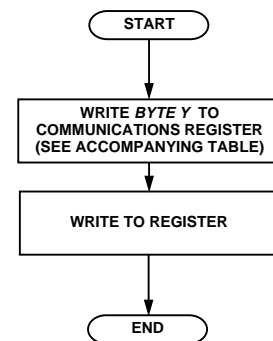 START
WRITE BYTE Y TO
COMMUNICATIONS REGISTER
(SEE ACCOMPANYING TABLE)
WRITE TO REGISTER
END